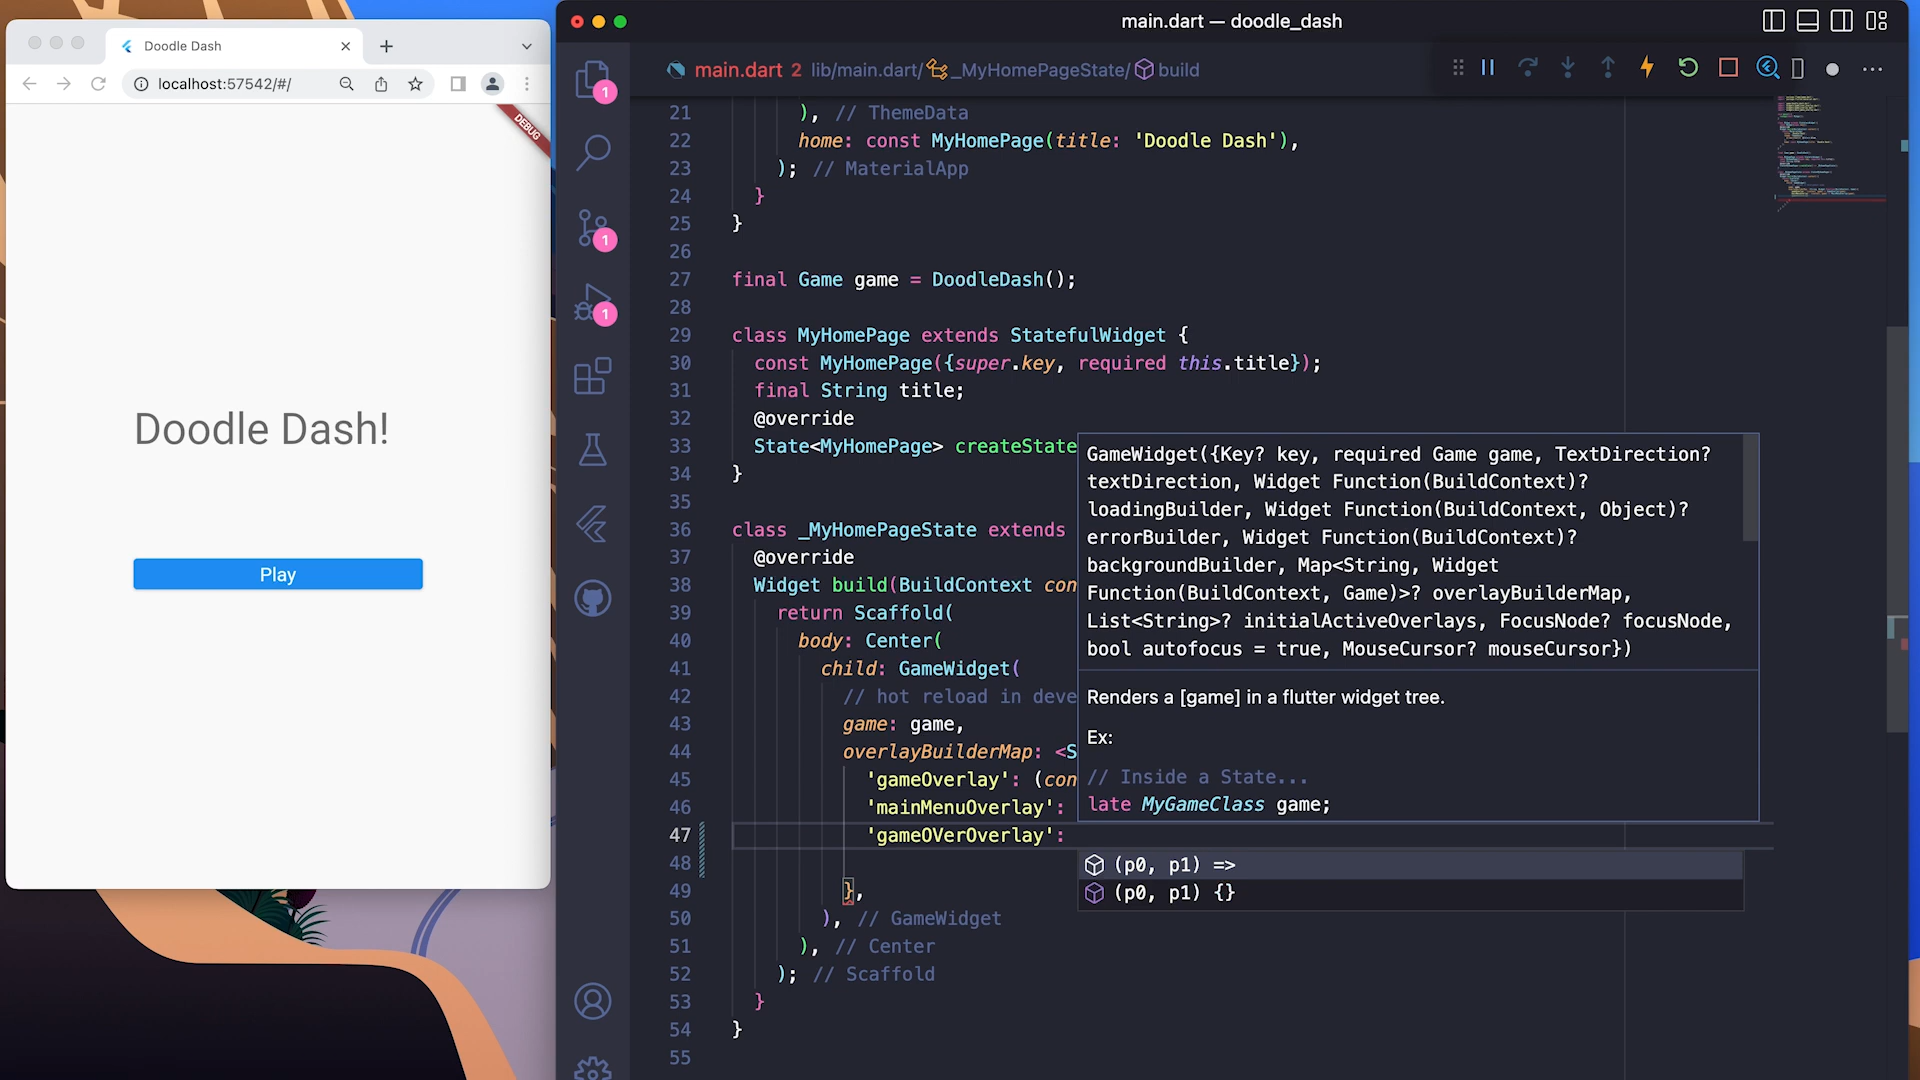 Doodle Dash
localhost:57542/#/
DEBUG
Doodle Dash!
Play
main.dart — doodle_dash
1
1
1
main.dart 2 lib/main.dart/ _MyHomePageState/ build
21 ), // ThemeData
22 home: const MyHomePage(title: 'Doodle Dash'),
23 ); // MaterialApp
24 }
25 }
26
27 final Game game = DoodleDash();
28
29 class MyHomePage extends StatefulWidget {
30 const MyHomePage({super.key, required this.title});
31 final String title;
32 @override
33 State<MyHomePage> createState
34 }
35
36 class _MyHomePageState extends
37 @override
38 Widget build(BuildContext con
39 return Scaffold(
40 body: Center(
41 child: GameWidget(
42 // hot reload in deve
43 game: game,
44 overlayBuilderMap: <S
45 'gameOverlay': (con
46 'mainMenuOverlay':
47 'gameOVerOverlay':
48
49 },
50 ), // GameWidget
51 ), // Center
52 ); // Scaffold
53 }
54 }
55
GameWidget({Key? key, required Game game, TextDirection?
textDirection, Widget Function(BuildContext)?
loadingBuilder, Widget Function(BuildContext, Object)?
errorBuilder, Widget Function(BuildContext)?
backgroundBuilder, Map<String, Widget
Function(BuildContext, Game)>? overlayBuilderMap,
List<String>? initialActiveOverlays, FocusNode? focusNode,
bool autofocus = true, MouseCursor? mouseCursor})
Renders a [game] in a flutter widget tree.
Ex:
// Inside a State...
late MyGameClass game;
(p0, p1) =>
(p0, p1) {}